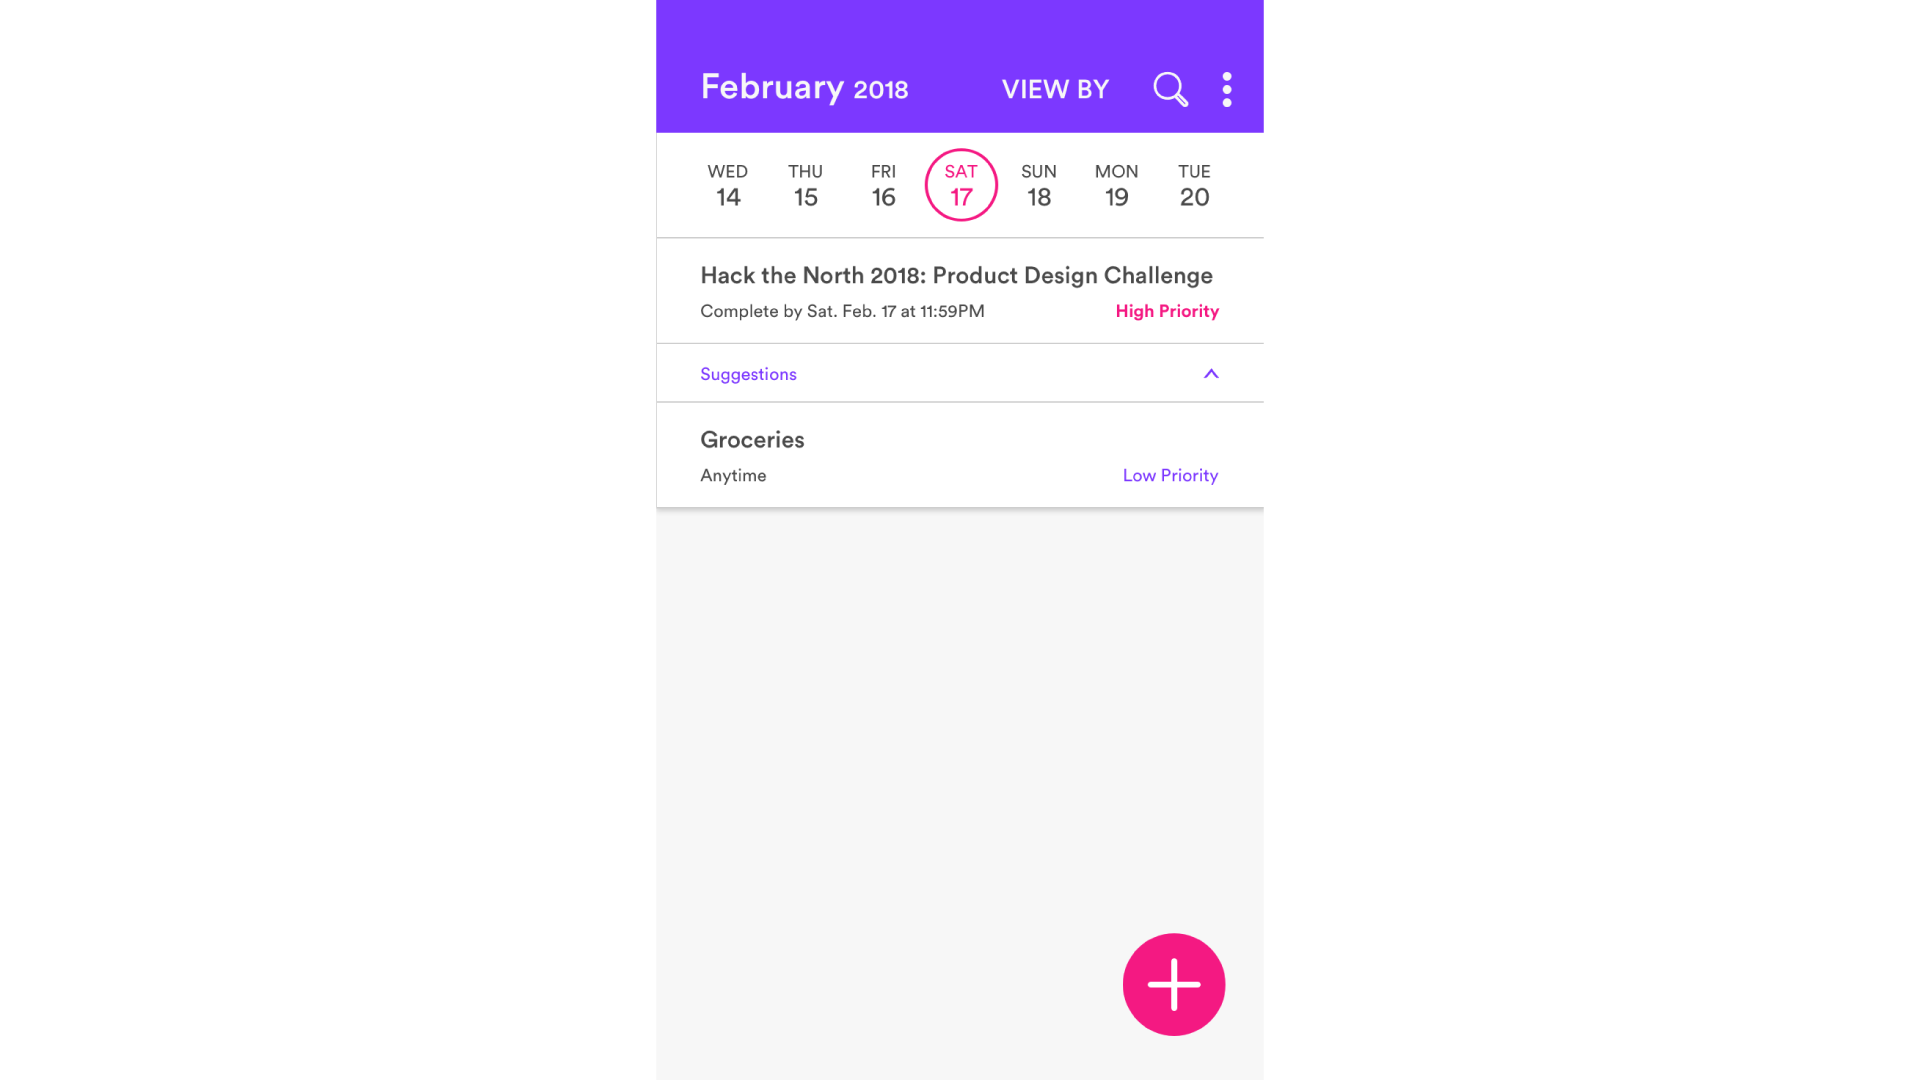 February 2018 VIEW BY
WED THU FRI SAT SUN MON TUE
14 15 16 17 18 19 20
Hack the North 2018: Product Design Challenge
Complete by Sat. Feb. 17 at 11:59PM High Priority
Suggestions
Groceries
Anytime Low Priority